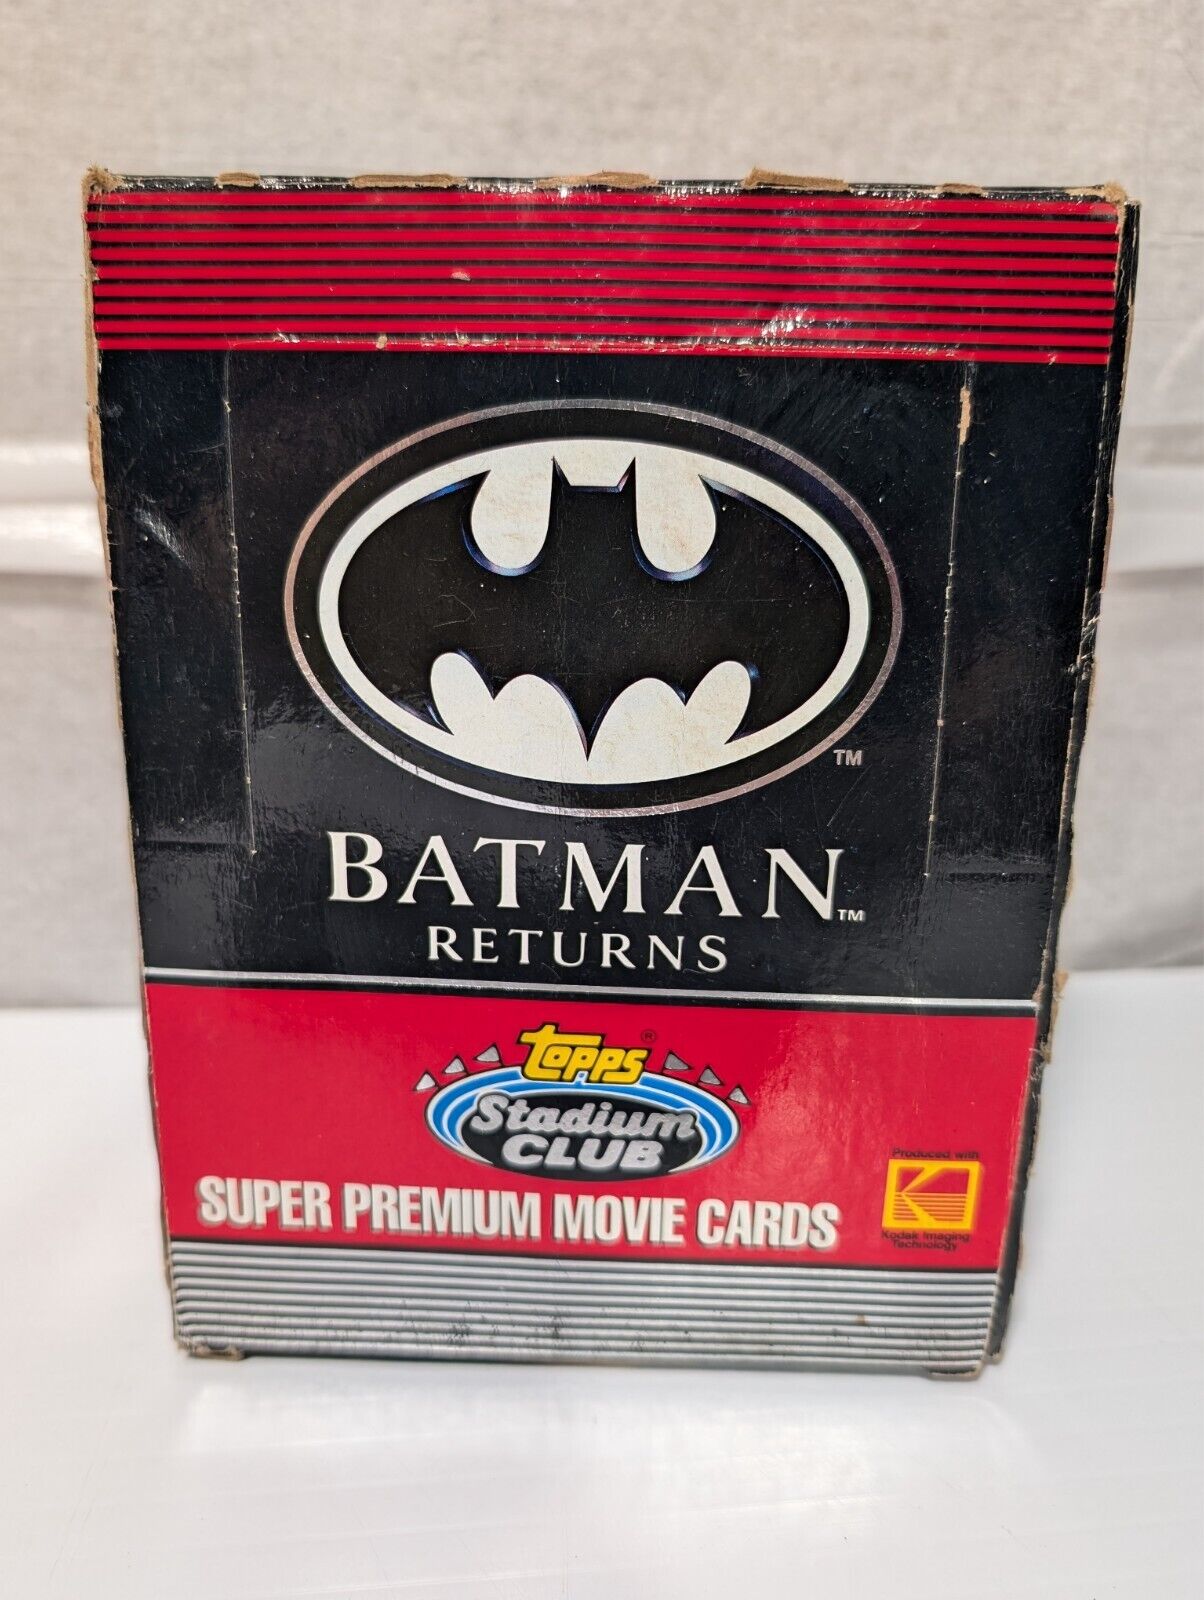 TM
BATMAN™
RETURNS
Topps®
Stadium
CLUB
SUPER PREMIUM MOVIE CARDS
Produced with
K
Kodak Imaging
Technology